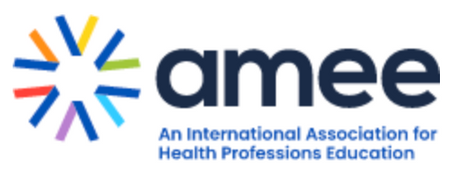 amee
An International Association for
Health Professions Education